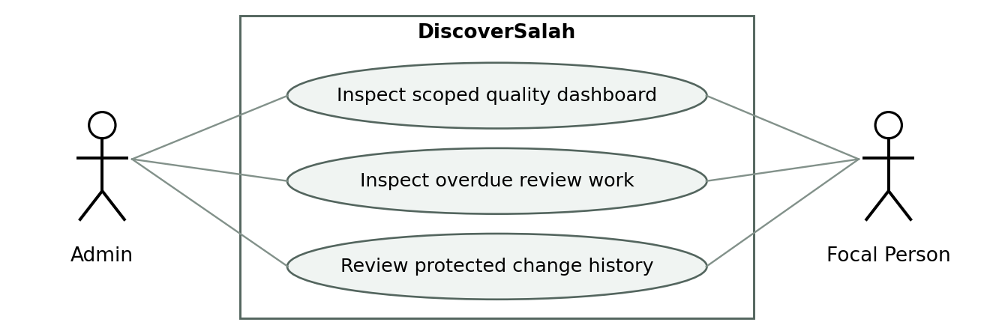 DiscoverSalah
Inspect scoped quality dashboard
Inspect overdue review work
Review protected change history
Admin
Focal Person